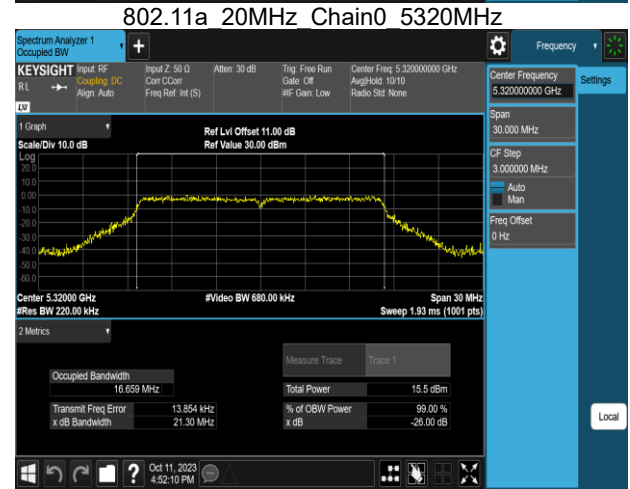 802.11a_20MHz_Chain0_5320MHz
Spectrum Analyzer 1
Occupied BW
+
Frequency
KEYSIGHT
RL
LXI
Input: RF
Coupling: DC
Align: Auto
Input Z: 50 Ω
Corr CCorr
Freq Ref: Int (S)
Atten: 30 dB
Trig: Free Run
Gate: Off
#IF Gain: Low
Center Freq: 5.320000000 GHz
Avg|Hold: 10/10
Radio Std: None
Center Frequency
5.320000000 GHz
Settings
Span
30.000 MHz
CF Step
3.000000 MHz
Auto
Man
Freq Offset
0 Hz
Local
1 Graph
Scale/Div 10.0 dB
Ref Lvl Offset 11.00 dB
Ref Value 30.00 dBm
Log
20.0
10.0
0.00
-10.0
-20.0
-30.0
-40.0
-50.0
-60.0
Center 5.32000 GHz
#Res BW 220.00 kHz
#Video BW 680.00 kHz
Span 30 MHz
Sweep 1.93 ms (1001 pts)
2 Metrics
Measure Trace Trace 1
Occupied Bandwidth
16.659 MHz
Total Power 15.5 dBm
Transmit Freq Error 13.854 kHz
% of OBW Power 99.00 %
x dB Bandwidth 21.30 MHz
x dB -26.00 dB
?
Oct 11, 2023
4:52:10 PM